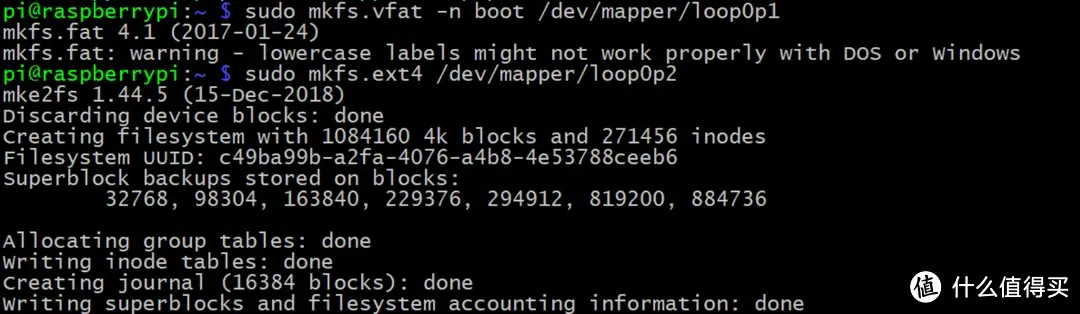 pi@raspberrypi:~ $ sudo mkfs.vfat -n boot /dev/mapper/loop0p1
mkfs.fat 4.1 (2017-01-24)
mkfs.fat: warning - lowercase labels might not work properly with DOS or Windows
pi@raspberrypi:~ $ sudo mkfs.ext4 /dev/mapper/loop0p2
mke2fs 1.44.5 (15-Dec-2018)
Discarding device blocks: done
Creating filesystem with 1084160 4k blocks and 271456 inodes
Filesystem UUID: c49ba99b-a2fa-4076-a4b8-4e53788ceeb6
Superblock backups stored on blocks:
32768, 98304, 163840, 229376, 294912, 819200, 884736
Allocating group tables: done
Writing inode tables: done
Creating journal (16384 blocks): done
Writing superblocks and filesystem accounting information: done
值 什么值得买